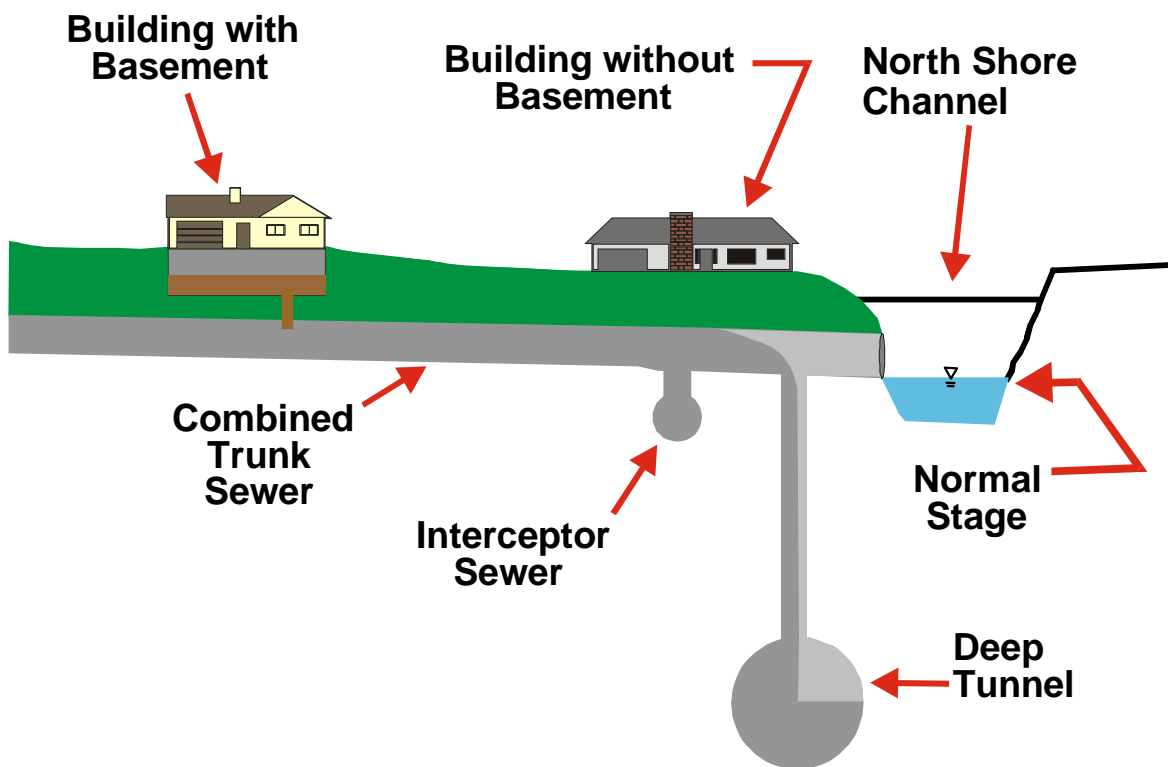 Building with
Basement
Building without
Basement
North Shore
Channel
Combined
Trunk
Sewer
Interceptor
Sewer
Normal
Stage
Deep
Tunnel